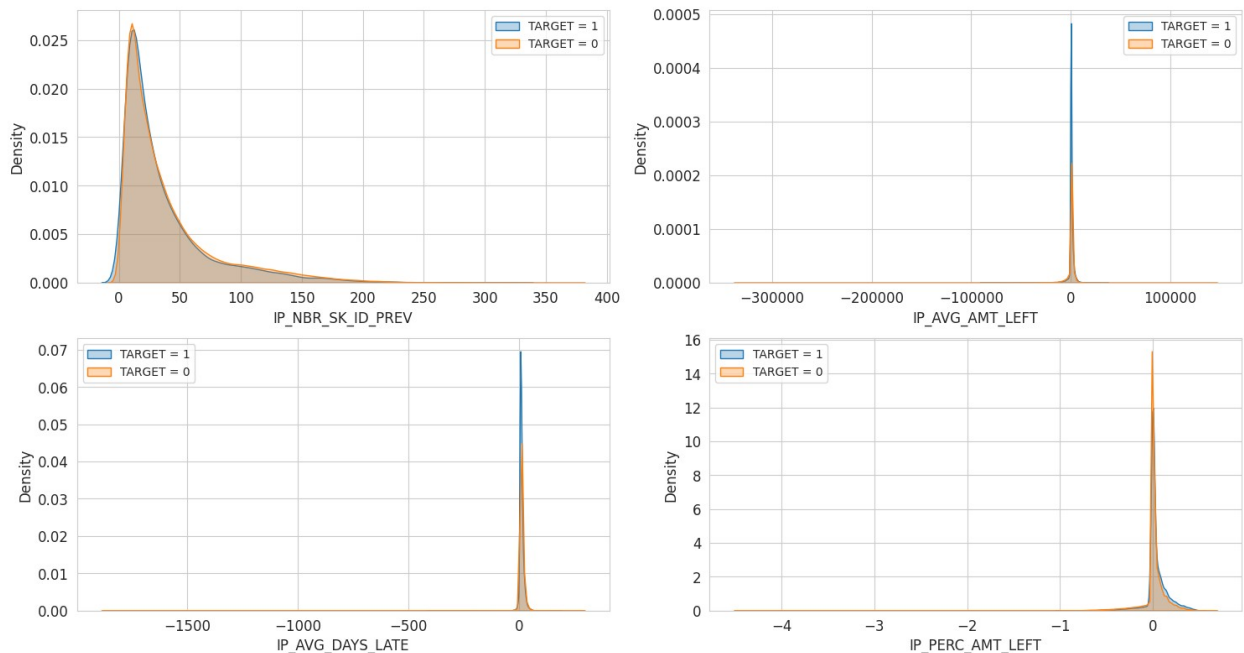 TARGET = 1
TARGET = 0
Density
0.025
0.020
0.015
0.010
0.005
0.000
0 50 100 150 200 250 300 350 400
IP_NBR_SK_ID_PREV
TARGET = 1
TARGET = 0
Density
0.0005
0.0004
0.0003
0.0002
0.0001
0.0000
−300000 −200000 −100000 0 100000
IP_AVG_AMT_LEFT
TARGET = 1
TARGET = 0
Density
0.07
0.06
0.05
0.04
0.03
0.02
0.01
0.00
−1500 −1000 −500 0
IP_AVG_DAYS_LATE
TARGET = 1
TARGET = 0
Density
16
14
12
10
8
6
4
2
0
−4 −3 −2 −1 0
IP_PERC_AMT_LEFT